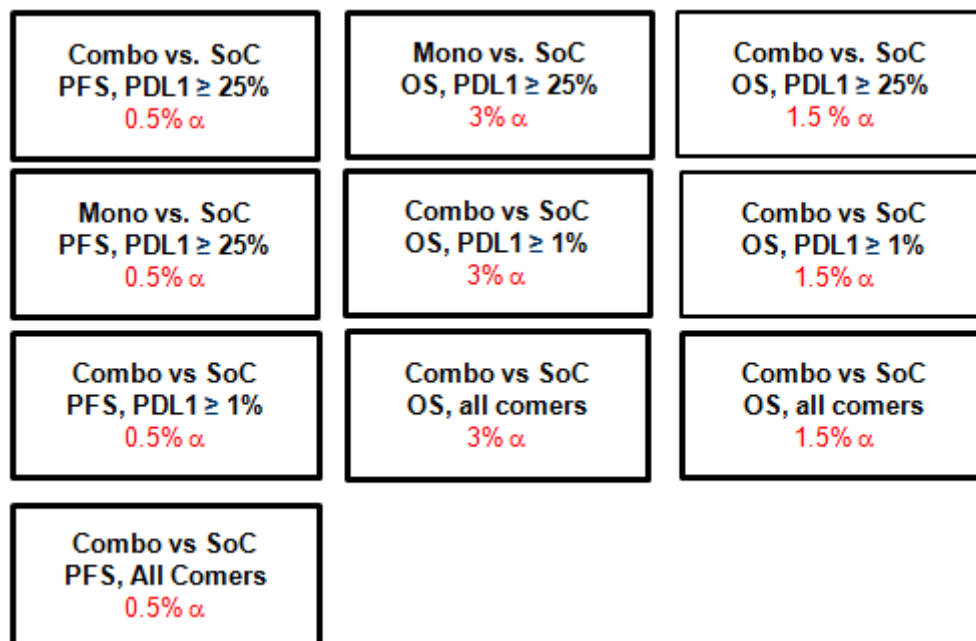 Combo vs. SoC
PFS, PDL1 ≥ 25%
0.5% α
Mono vs. SoC
OS, PDL1 ≥ 25%
3% α
Combo vs. SoC
OS, PDL1 ≥ 25%
1.5 % α
Mono vs. SoC
PFS, PDL1 ≥ 25%
0.5% α
Combo vs SoC
OS, PDL1 ≥ 1%
3% α
Combo vs SoC
OS, PDL1 ≥ 1%
1.5% α
Combo vs SoC
PFS, PDL1 ≥ 1%
0.5% α
Combo vs SoC
OS, all comers
3% α
Combo vs SoC
OS, all comers
1.5% α
Combo vs SoC
PFS, All Comers
0.5% α